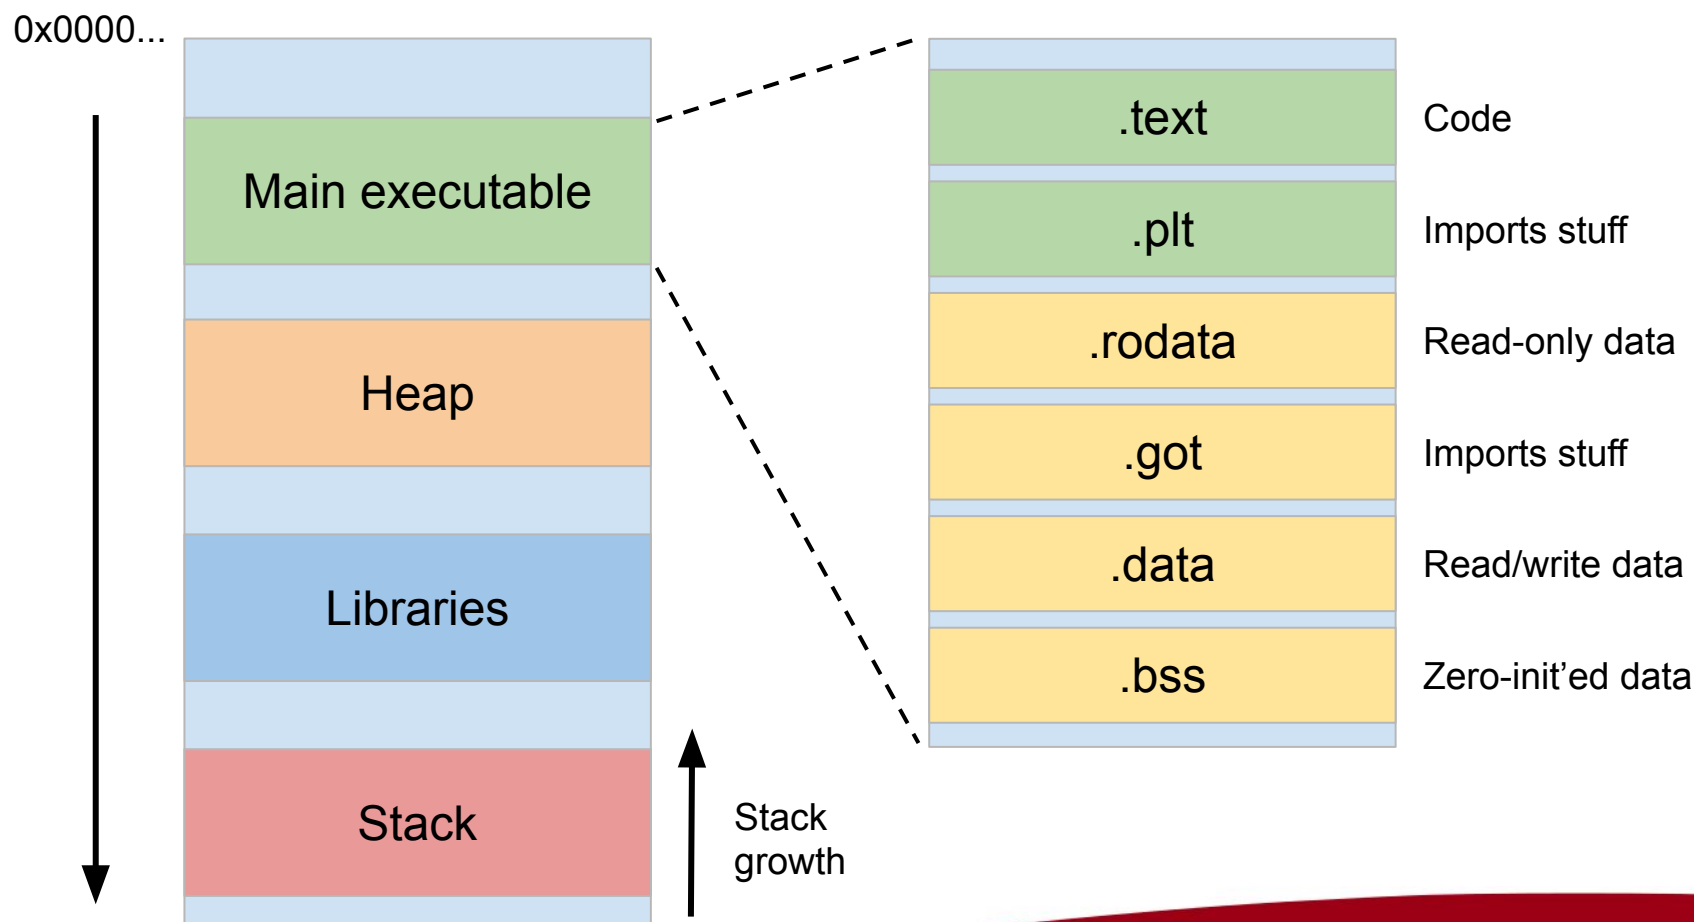 0x0000...
Main executable
Heap
Libraries
Stack
Stack
growth
.text
Code
.plt
Imports stuff
.rodata
Read-only data
.got
Imports stuff
.data
Read/write data
.bss
Zero-init’ed data